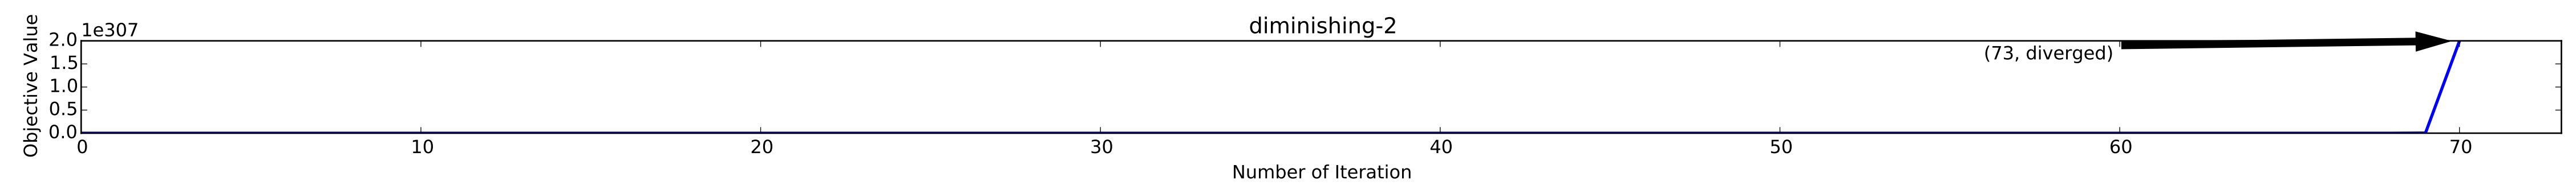 diminishing-2
1e307
2.0
1.5
1.0
0.5
0.0
Objective Value
(73, diverged)
0 10 20 30 40 50 60 70
Number of Iteration